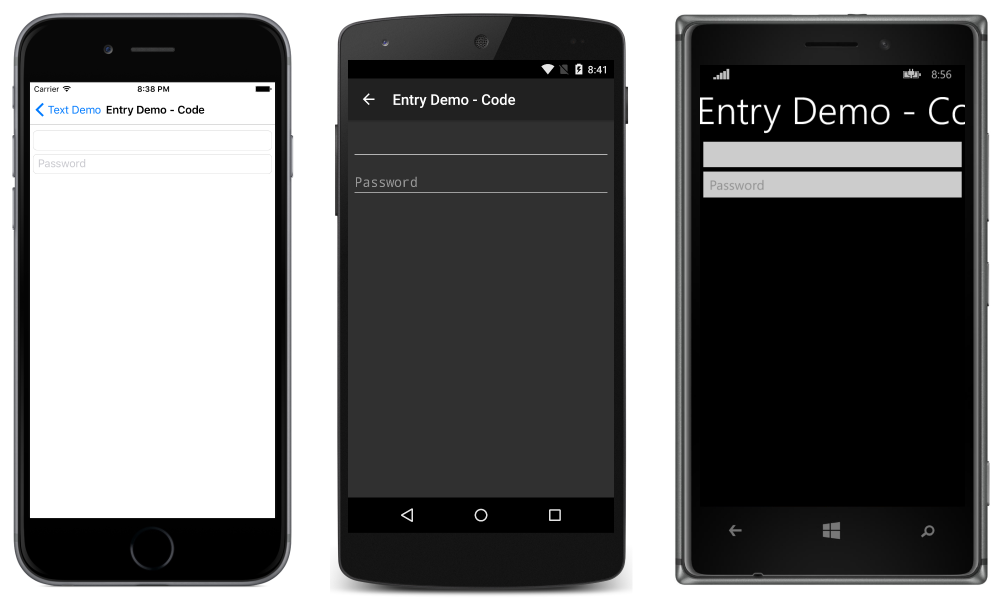 Carrier 8:38 PM
Text Demo Entry Demo - Code
Password
8:41
Entry Demo - Code
Password
8:56
Entry Demo - Co
Password